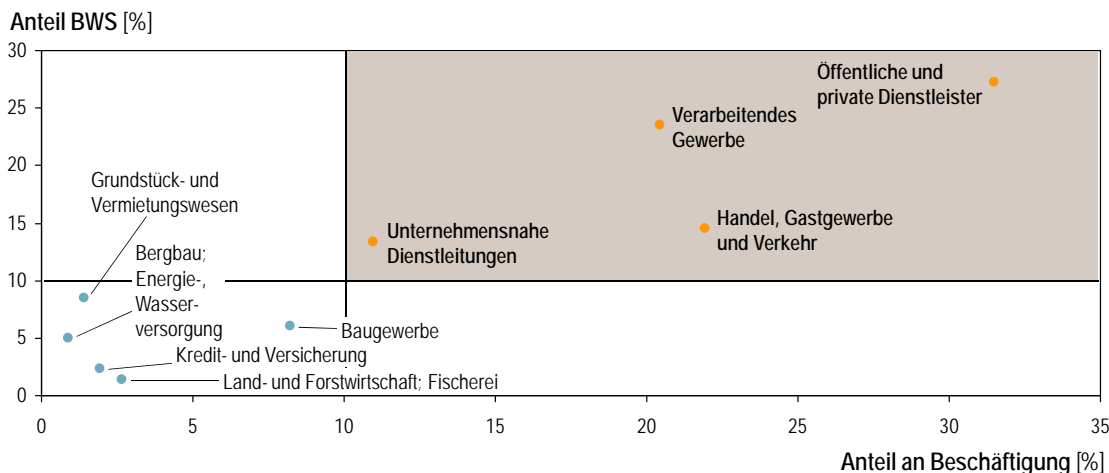 Anteil BWS [%]
30
25
20
15
10
5
0
Öffentliche und
private Dienstleister
Verarbeitendes
Gewerbe
Grundstück- und
Vermietungswesen
Handel, Gastgewerbe
und Verkehr
Unternehmensnahe
Dienstleitungen
Bergbau;
Energie-,
Wasser-
versorgung
Baugewerbe
Kredit- und Versicherung
Land- und Forstwirtschaft; Fischerei
0 5 10 15 20 25 30 35
Anteil an Beschäftigung [%]